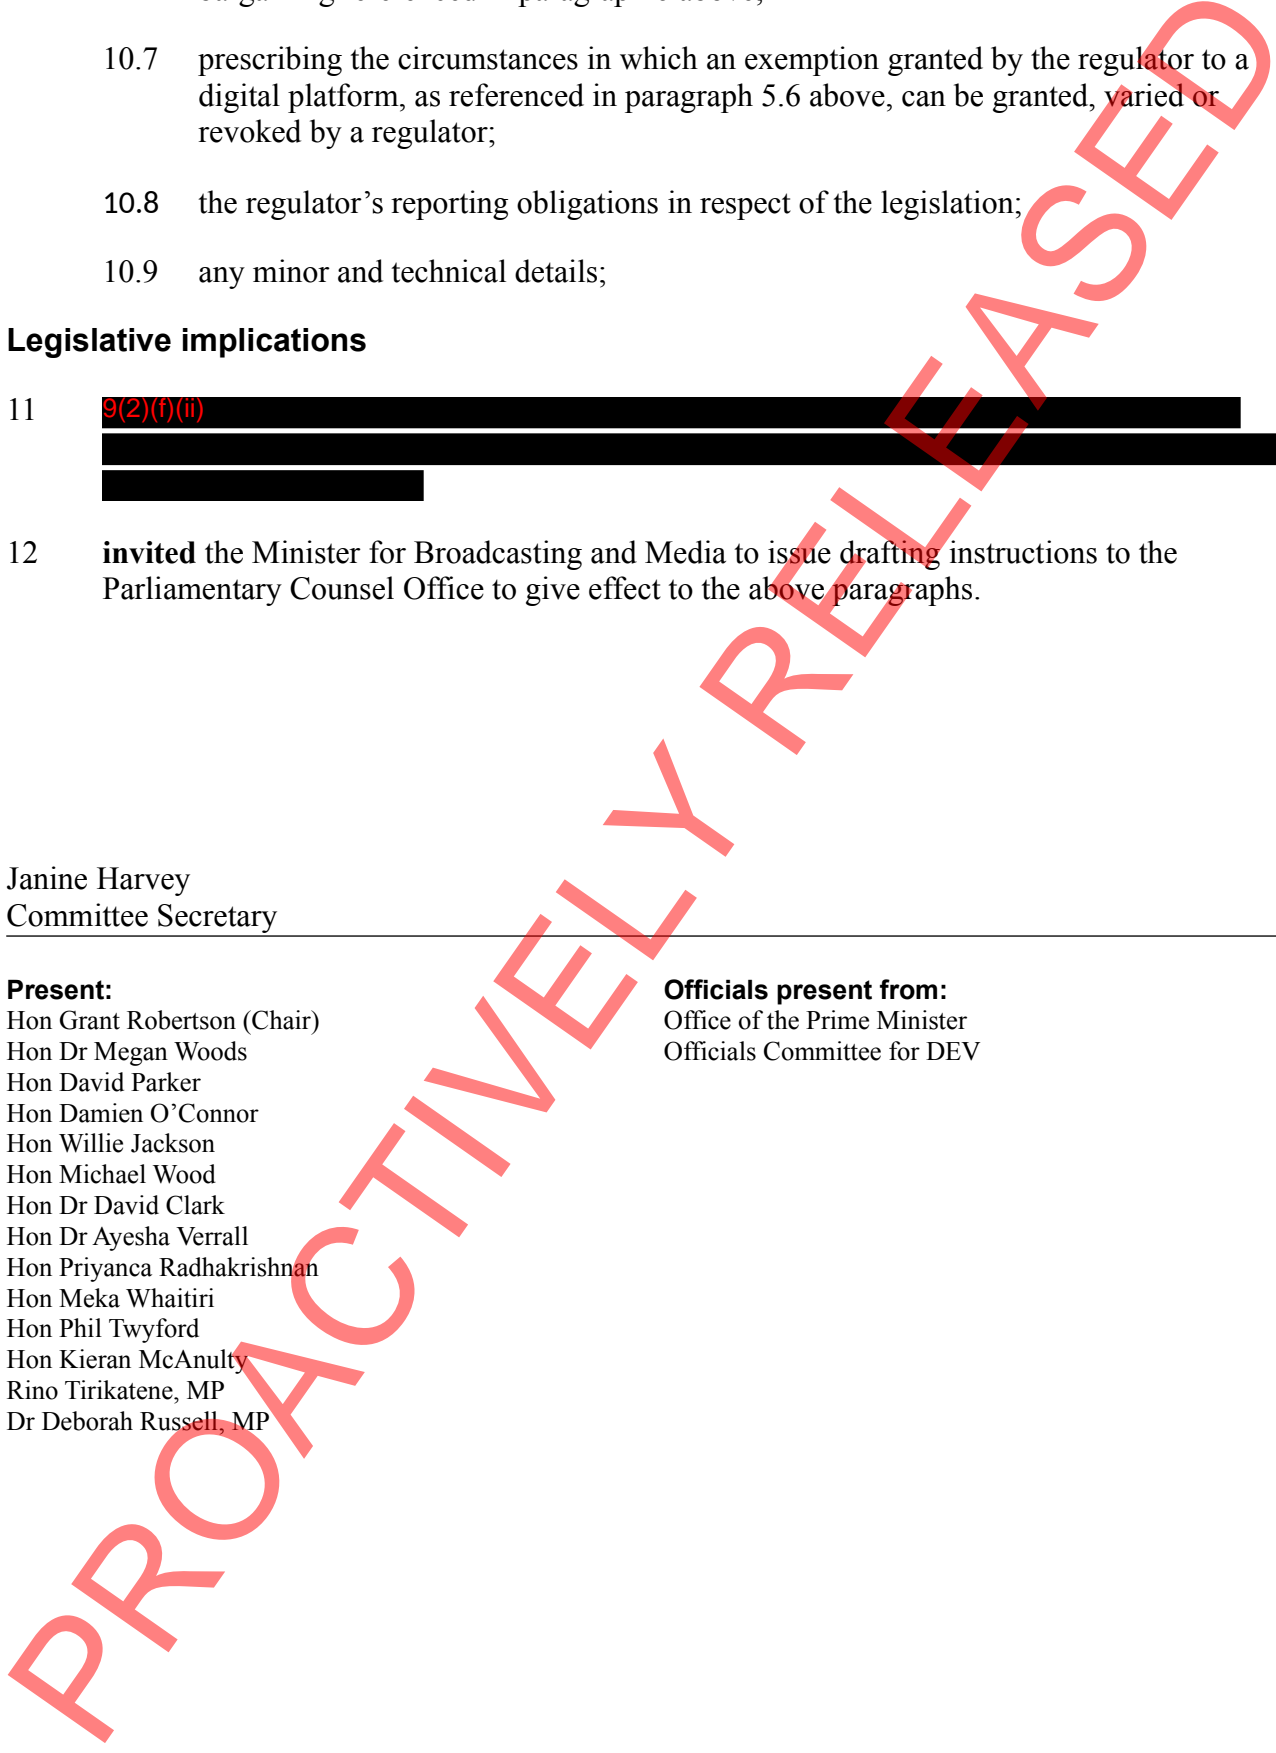 10.7 prescribing the circumstances in which an exemption granted by the regulator to a
digital platform, as referenced in paragraph 5.6 above, can be granted, varied or
revoked by a regulator;
10.8 the regulator’s reporting obligations in respect of the legislation;
10.9 any minor and technical details;
Legislative implications
11 9(2)(f)(ii)
12 invited the Minister for Broadcasting and Media to issue drafting instructions to the
Parliamentary Counsel Office to give effect to the above paragraphs.
Janine Harvey
Committee Secretary
Present:
Hon Grant Robertson (Chair)
Hon Dr Megan Woods
Hon David Parker
Hon Damien O’Connor
Hon Willie Jackson
Hon Michael Wood
Hon Dr David Clark
Hon Dr Ayesha Verrall
Hon Priyanca Radhakrishnan
Hon Meka Whaitiri
Hon Phil Twyford
Hon Kieran McAnulty
Rino Tirikatene, MP
Dr Deborah Russell, MP
Officials present from:
Office of the Prime Minister
Officials Committee for DEV
PROACTIVELY RELEASED